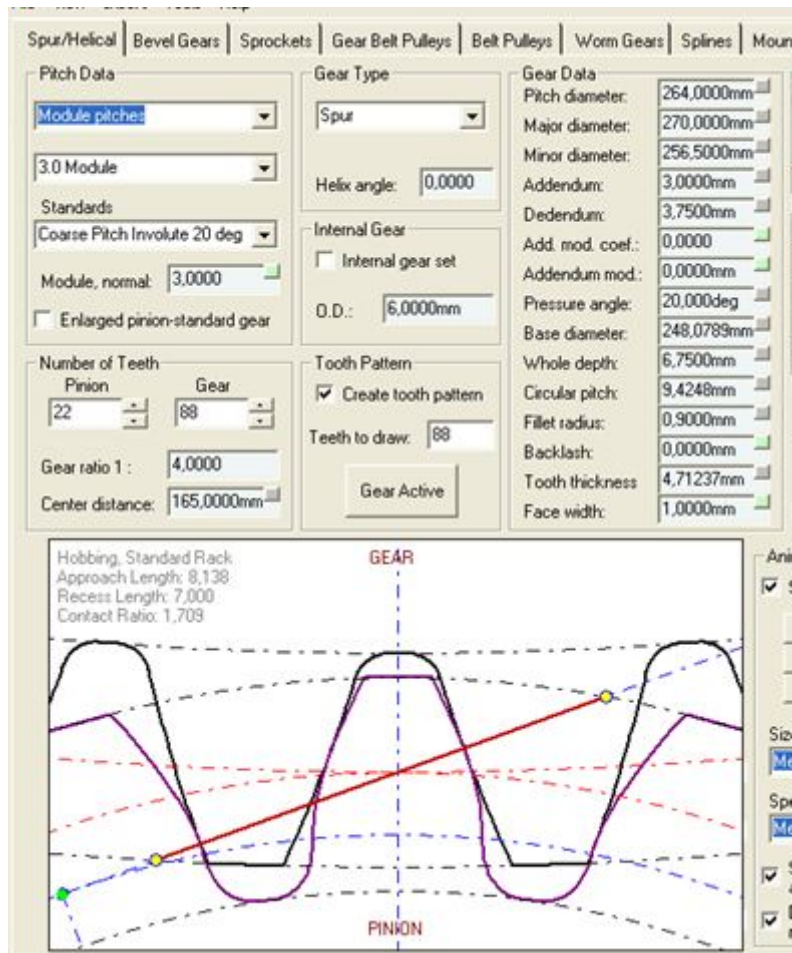 Spur/Helical Bevel Gears Sprockets Gear Belt Pulleys Belt Pulleys Worm Gears Splines
Pitch Data
Module pitches
3.0 Module
Standards
Coarse Pitch Involute 20 deg
Module, normal: 3,0000
Enlarged pinion-standard gear
Number of Teeth
Pinion Gear
22 88
Gear ratio 1 : 4,0000
Center distance: 165,0000mm
Gear Type
Spur
Helix angle: 0,0000
Internal Gear
Internal gear set
O.D.: 6,0000mm
Tooth Pattern
Create tooth pattern
Teeth to draw: 88
Gear Active
Gear Data
Pitch diameter: 264,0000mm
Major diameter: 270,0000mm
Minor diameter: 256,5000mm
Addendum: 3,0000mm
Dedendum: 3,7500mm
Add. mod. coef.: 0,0000
Addendum mod.: 0,0000mm
Pressure angle: 20,000deg
Base diameter: 248,0789mm
Whole depth: 6,7500mm
Circular pitch: 9,4248mm
Fillet radius: 0,9000mm
Backlash: 0,0000mm
Tooth thickness 4,71237mm
Face width: 1,0000mm
Hobbing, Standard Rack
Approach Length: 8,138
Recess Length: 7,000
Contact Ratio: 1,709
GEAR
PINION